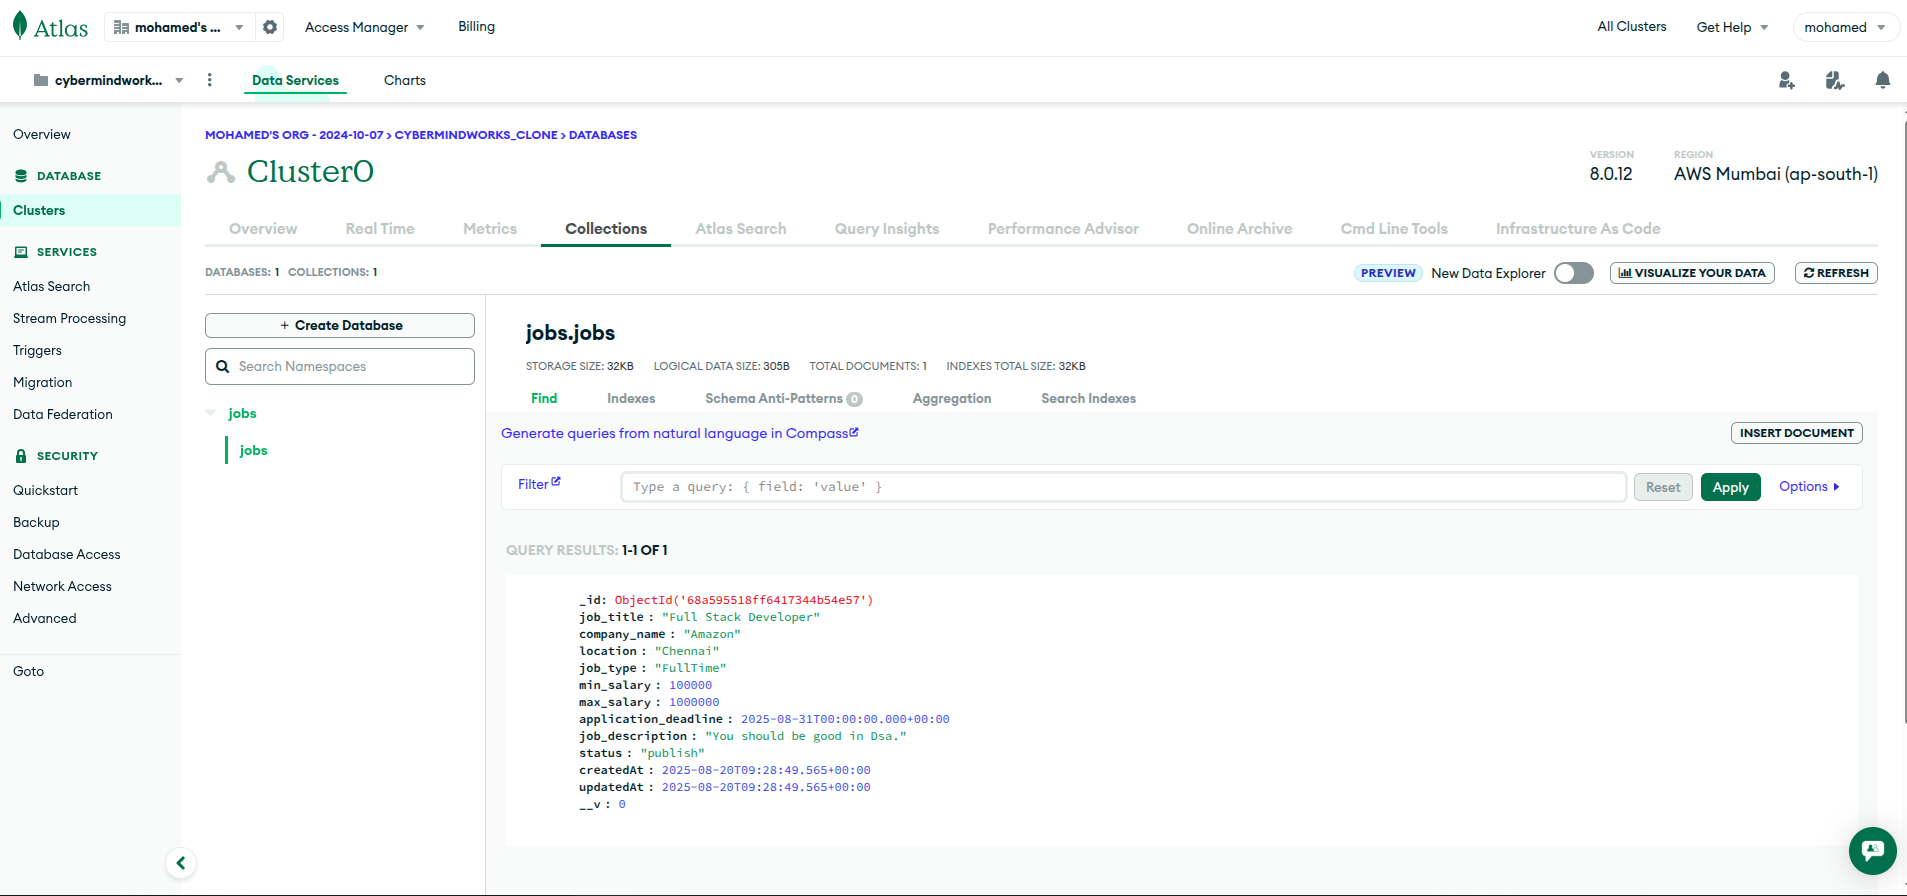 Atlas
mohamed's ...
Access Manager
Billing
All Clusters
Get Help
mohamed
cybermindwork...
Data Services
Charts
Overview
DATABASE
Clusters
SERVICES
Atlas Search
Stream Processing
Triggers
Migration
Data Federation
SECURITY
Quickstart
Backup
Database Access
Network Access
Advanced
Goto
MOHAMED'S ORG - 2024-10-07 > CYBERMINDWORKS_CLONE > DATABASES
Cluster0
VERSION
8.0.12
REGION
AWS Mumbai (ap-south-1)
Overview
Real Time
Metrics
Collections
Atlas Search
Query Insights
Performance Advisor
Online Archive
Cmd Line Tools
Infrastructure As Code
DATABASES: 1 COLLECTIONS: 1
PREVIEW New Data Explorer
VISUALIZE YOUR DATA
REFRESH
+ Create Database
Search Namespaces
jobs
jobs
jobs.jobs
STORAGE SIZE: 32KB LOGICAL DATA SIZE: 305B TOTAL DOCUMENTS: 1 INDEXES TOTAL SIZE: 32KB
Find
Indexes
Schema Anti-Patterns 0
Aggregation
Search Indexes
Generate queries from natural language in Compass
INSERT DOCUMENT
Filter
Type a query: { field: 'value' }
Reset
Apply
Options
QUERY RESULTS: 1-1 OF 1
_id: ObjectId('68a595518ff6417344b54e57')
job_title : "Full Stack Developer"
company_name : "Amazon"
location : "Chennai"
job_type : "FullTime"
min_salary : 100000
max_salary : 1000000
application_deadline : 2025-08-31T00:00:00.000+00:00
job_description : "You should be good in Dsa."
status : "publish"
createdAt : 2025-08-20T09:28:49.565+00:00
updatedAt : 2025-08-20T09:28:49.565+00:00
__v : 0